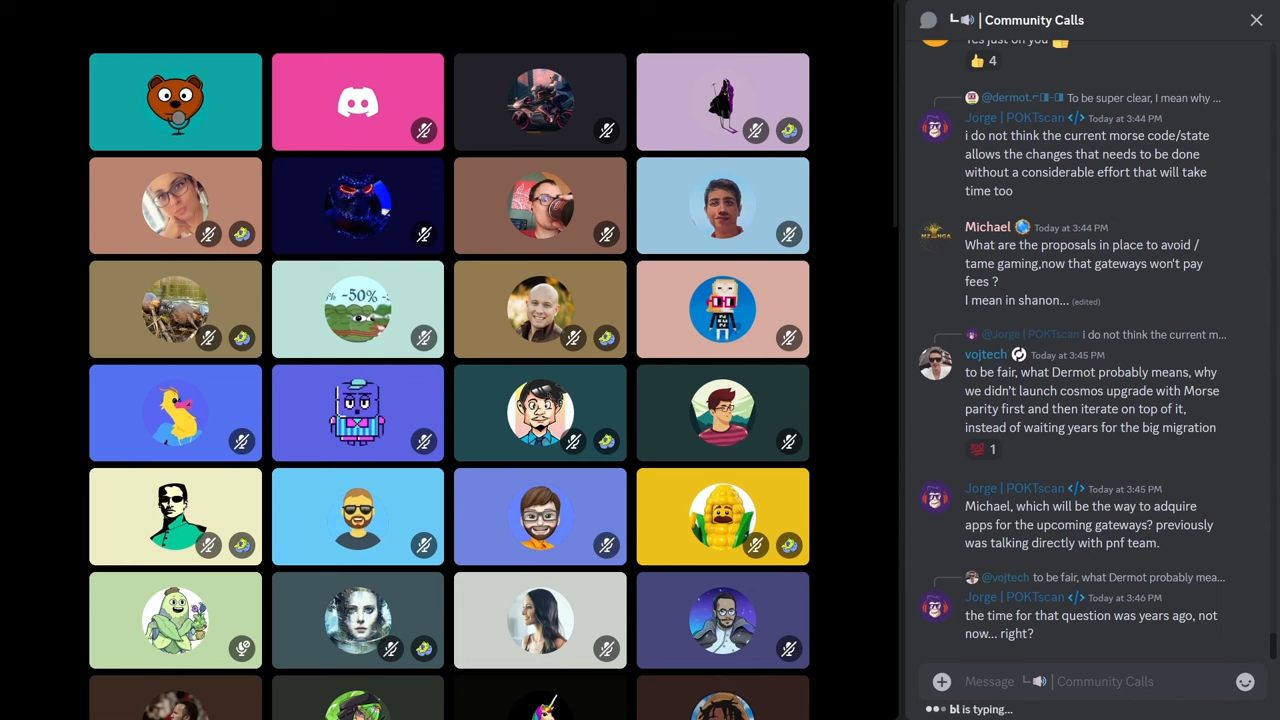 Community Calls
Yes just on you
4
@dermot. To be super clear, I mean why ...
Jorge | POKTscan </> Today at 3:44 PM
i do not think the current morse code/state
allows the changes that needs to be done
without a considerable effort that will take
time too
Michael Today at 3:44 PM
What are the proposals in place to avoid /
tame gaming,now that gateways won't pay
fees ?
I mean in shanon... (edited)
@Jorge | POKTscan i do not think the current m...
vojtech Today at 3:45 PM
to be fair, what Dermot probably means, why
we didn't launch cosmos upgrade with Morse
parity first and then iterate on top of it,
instead of waiting years for the big migration
1
Jorge | POKTscan </> Today at 3:45 PM
Michael, which will be the way to adquire
apps for the upcoming gateways? previously
was talking directly with pnf team.
@vojtech to be fair, what Dermot probably mea...
Jorge | POKTscan </> Today at 3:46 PM
the time for that question was years ago, not
now... right?
Message Community Calls
bl is typing...
-50%